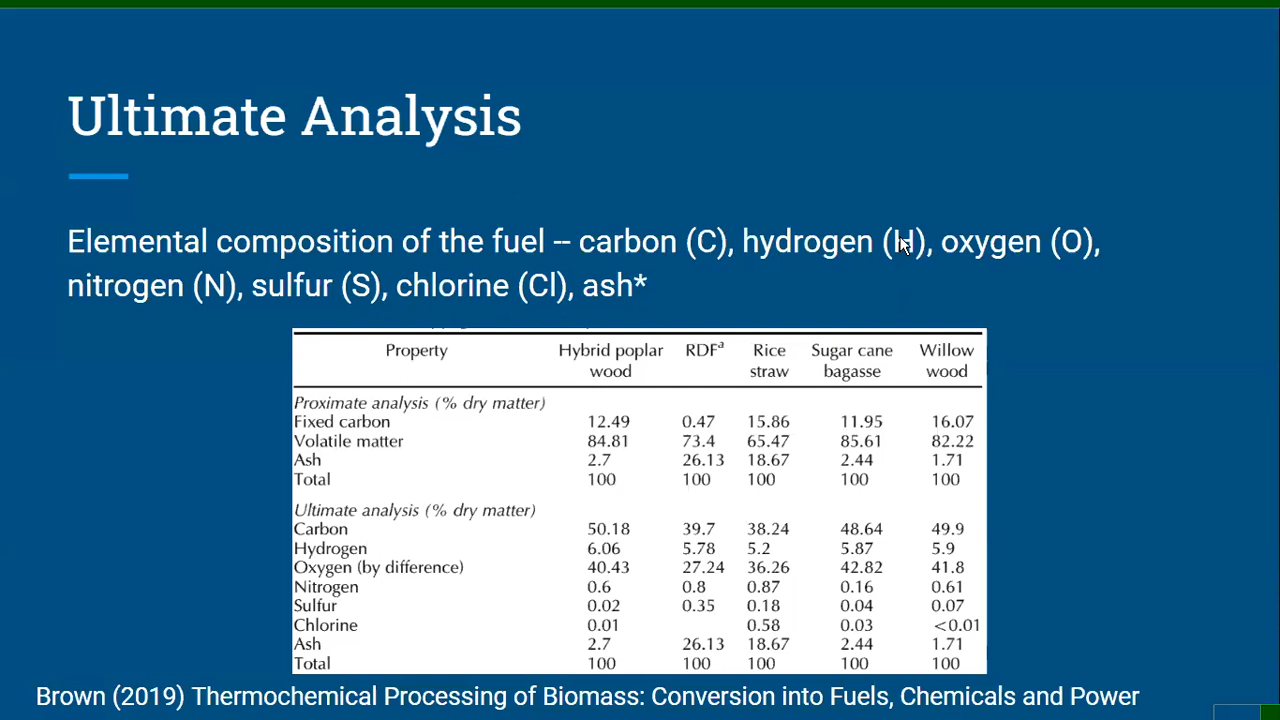 Ultimate Analysis
Elemental composition of the fuel -- carbon (C), hydrogen (H), oxygen (O),
nitrogen (N), sulfur (S), chlorine (Cl), ash*
Property Hybrid poplar RDFa Rice Sugar cane Willow
wood straw bagasse wood
Proximate analysis (% dry matter)
Fixed carbon 12.49 0.47 15.86 11.95 16.07
Volatile matter 84.81 73.4 65.47 85.61 82.22
Ash 2.7 26.13 18.67 2.44 1.71
Total 100 100 100 100 100
Ultimate analysis (% dry matter)
Carbon 50.18 39.7 38.24 48.64 49.9
Hydrogen 6.06 5.78 5.2 5.87 5.9
Oxygen (by difference) 40.43 27.24 36.26 42.82 41.8
Nitrogen 0.6 0.8 0.87 0.16 0.61
Sulfur 0.02 0.35 0.18 0.04 0.07
Chlorine 0.01 0.58 0.03 <0.01
Ash 2.7 26.13 18.67 2.44 1.71
Total 100 100 100 100 100
Brown (2019) Thermochemical Processing of Biomass: Conversion into Fuels, Chemicals and Power